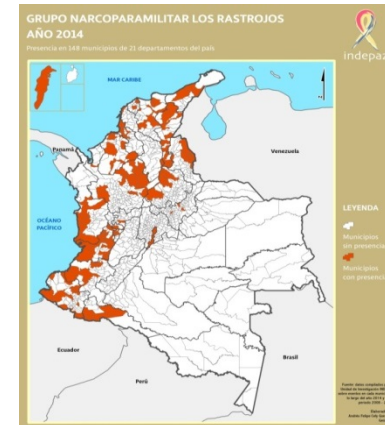 GRUPO NARCOPARAMILITAR LOS RASTROJOS
AÑO 2014
Presencia en 148 municipios de 21 departamentos del país
indepaz
MAR CARIBE
Panamá
Venezuela
OCÉANO
PACÍFICO
LEYENDA
Municipios
sin presencia
Municipios
con presencia
Ecuador
Brasil
Perú